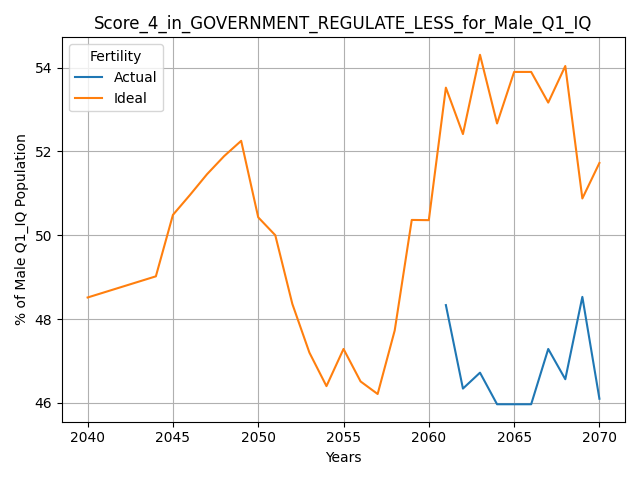 Score_4_in_GOVERNMENT_REGULATE_LESS_for_Male_Q1_IQ
Fertility
Actual
Ideal
% of Male Q1_IQ Population
54
52
50
48
46
2040 2045 2050 2055 2060 2065 2070
Years